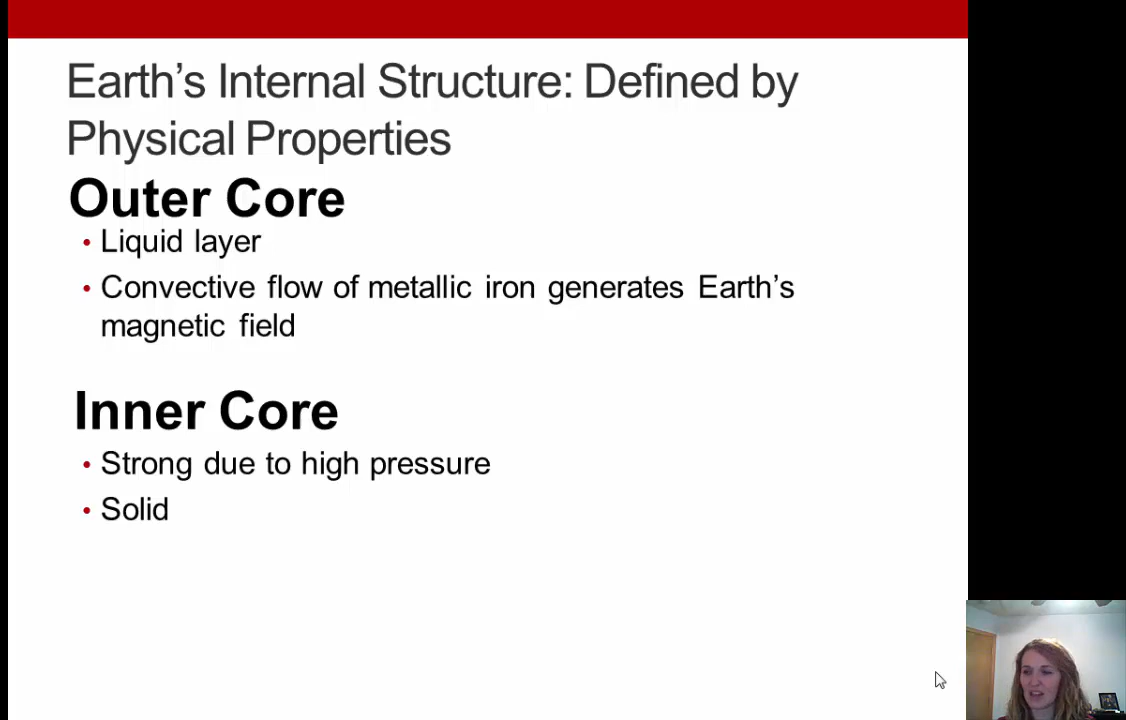 Earth’s Internal Structure: Defined by
Physical Properties
Outer Core
• Liquid layer
• Convective flow of metallic iron generates Earth’s
magnetic field
Inner Core
• Strong due to high pressure
• Solid